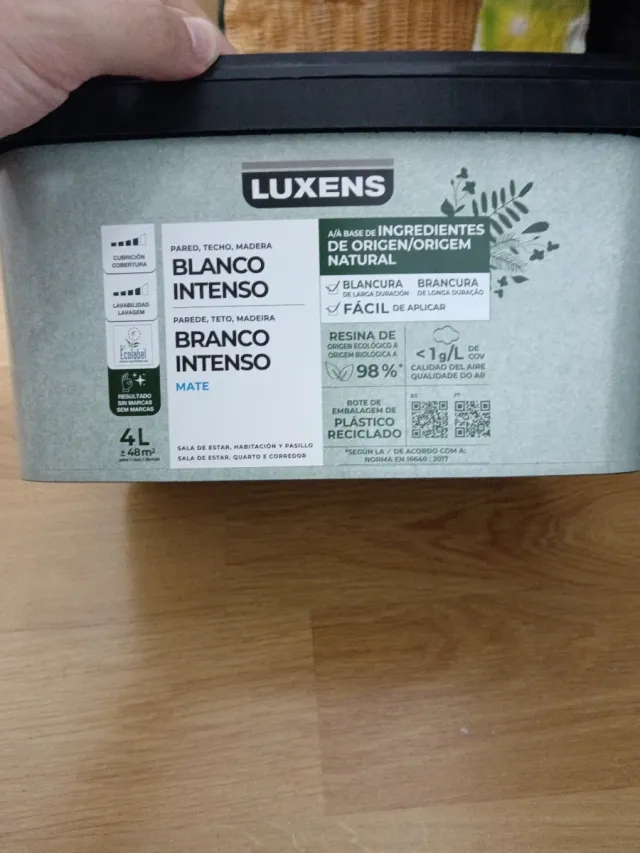 LUXENS
CUBRICIÓN
COBERTURA
LAVABILIDAD
LAVAGEM
Ecolabel
RESULTADO
SIN MARCAS
SEM MARCAS
4L
± 48 m²
PARED, TECHO, MADERA
BLANCO
INTENSO
PAREDE, TETO, MADEIRA
BRANCO
INTENSO
MATE
SALA DE ESTAR, HABITACIÓN Y PASILLO
SALA DE ESTAR, QUARTO E CORREDOR
A/À BASE DE INGREDIENTES
DE ORIGEN/ORIGEM
NATURAL
BLANCURA
DE LARGA DURACIÓN
BRANCURA
DE LONGA DURAÇÃO
FÁCIL DE APLICAR
RESINA DE
ORIGEN ECOLÓGICO A
ORIGEM BIOLÓGICA A
98%*
<1g/L DE COV
CALIDAD DEL AIRE
QUALIDADE DO AR
BOTE DE
EMBALAGEM DE
PLÁSTICO
RECICLADO
ES
PT
*SEGÚN LA / DE ACORDO COM A:
NORMA EN 16640 : 2017